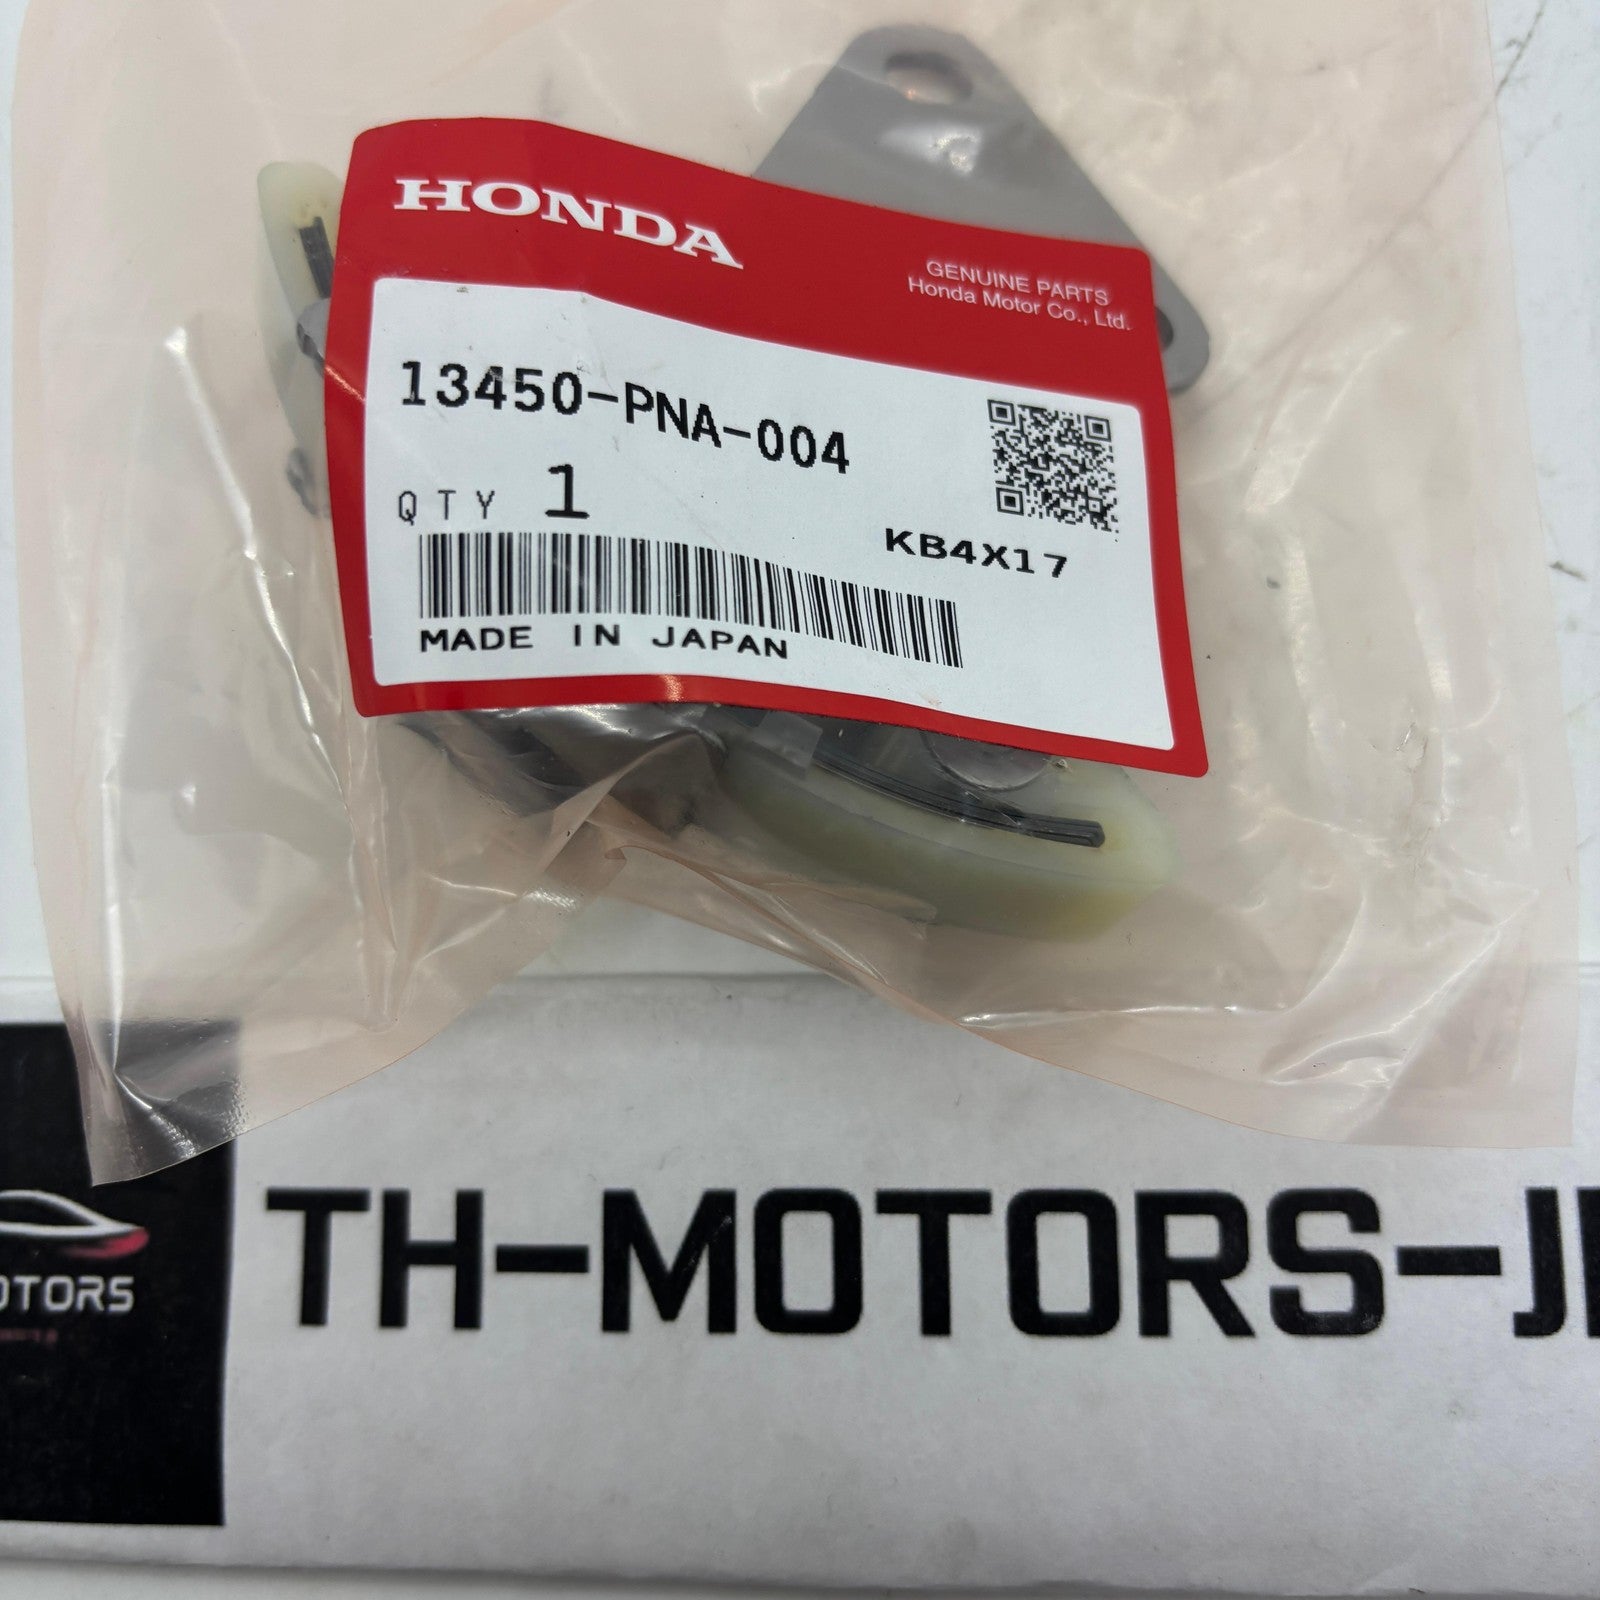 HONDA
GENUINE PARTS
Honda Motor Co., Ltd.
13450-PNA-004
QTY 1
KB4X17
MADE IN JAPAN
TH-MOTORS-J
OTORS